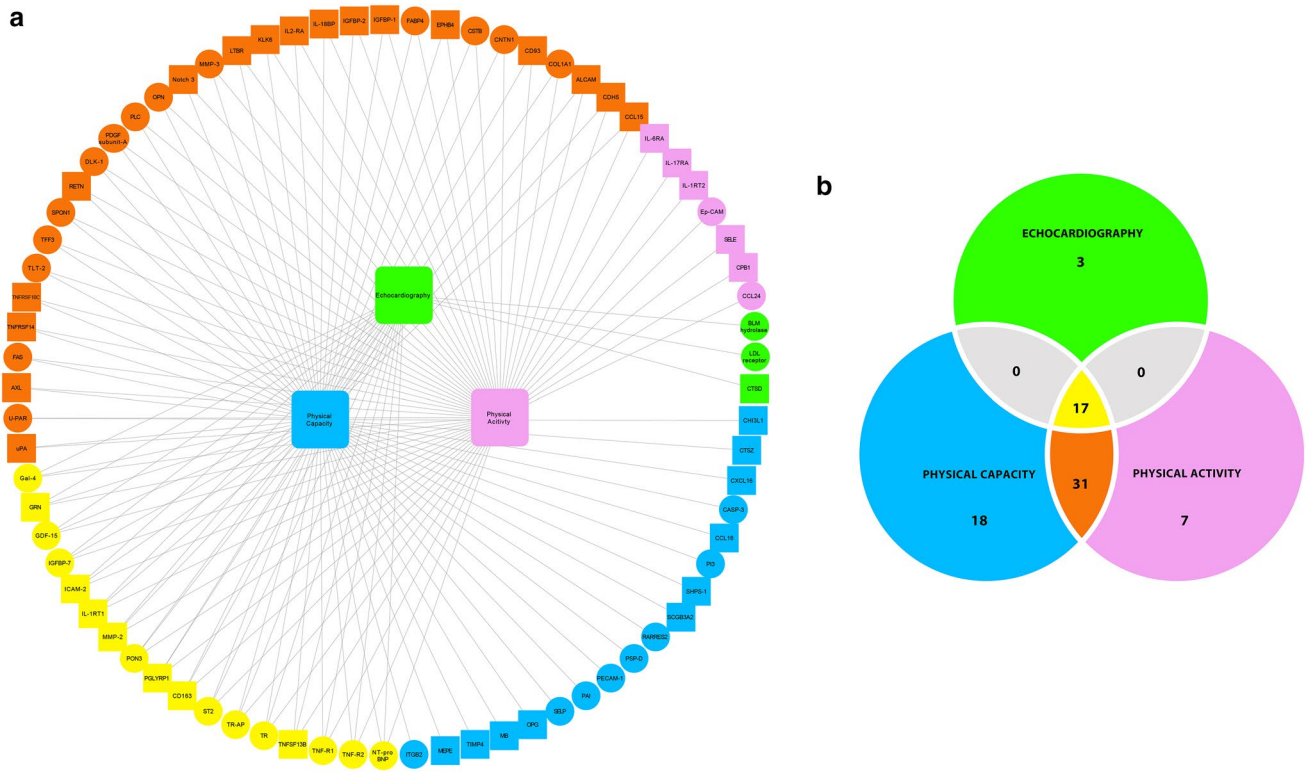 a
IL-18BP
IGFBP-2
IGFBP-1
FABP4
EPHB4
CSTB
CNTN1
CD93
COL1A1
ALCAM
CDH5
CCL15
IL-6RA
IL-17RA
IL-1RT2
Ep-CAM
SELE
CPB1
CCL24
BLM
hydrolase
LDL
receptor
CTSD
CHI3L1
CTSZ
CXCL16
CASP-3
CCL16
PI3
SHPS-1
SCGB3A2
RARRES2
PSP-D
PECAM-1
PAI
SELP
OPG
MB
TIMP4
MEPE
ITGB2
NT-pro
BNP
TNF-R2
TNF-R1
TNFSF13B
TR
TR-AP
ST2
CD163
PGLYRP1
PON3
MMP-2
IL-1RT1
ICAM-2
IGFBP-7
GDF-15
GRN
Gal-4
uPA
U-PAR
AXL
FAS
TNFRSF14
TNFRSF10C
TLT-2
TFF3
SPON1
RETN
DLK-1
PDGF
subunit-A
PLC
OPN
Notch 3
MMP-3
LTBR
KLK6
IL2-RA
Echocardiography
Physical
Capacity
Physical
Acitivty
b
ECHOCARDIOGRAPHY
3
0
0
17
PHYSICAL CAPACITY
PHYSICAL ACTIVITY
31
18
7